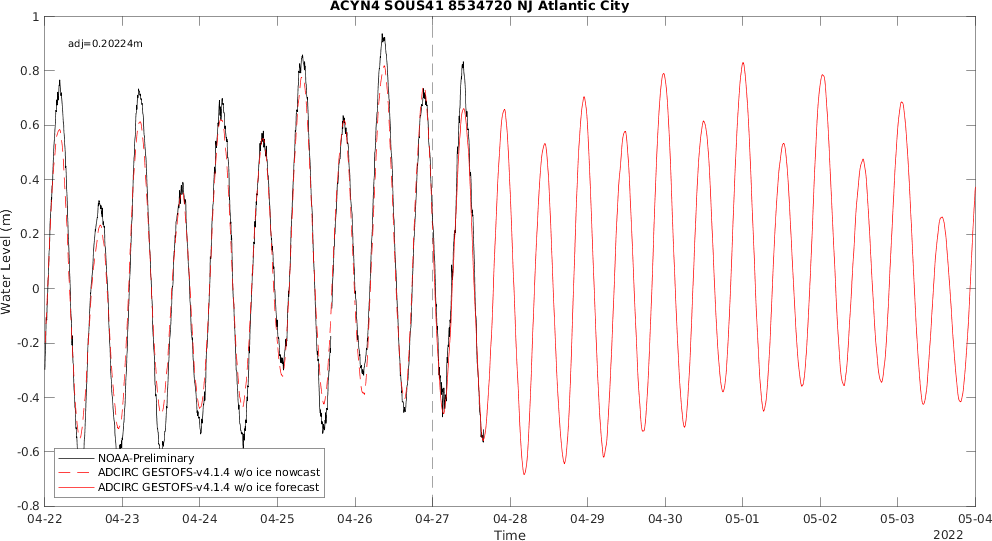 ACYN4 SOUS41 8534720 NJ Atlantic City
adj=0.20224m
1
0.8
0.6
0.4
0.2
0
-0.2
-0.4
-0.6
-0.8
Water Level (m)
NOAA-Preliminary
ADCIRC GESTOFS-v4.1.4 w/o ice nowcast
ADCIRC GESTOFS-v4.1.4 w/o ice forecast
04-22 04-23 04-24 04-25 04-26 04-27 04-28 04-29 04-30 05-01 05-02 05-03 05-04
Time
2022